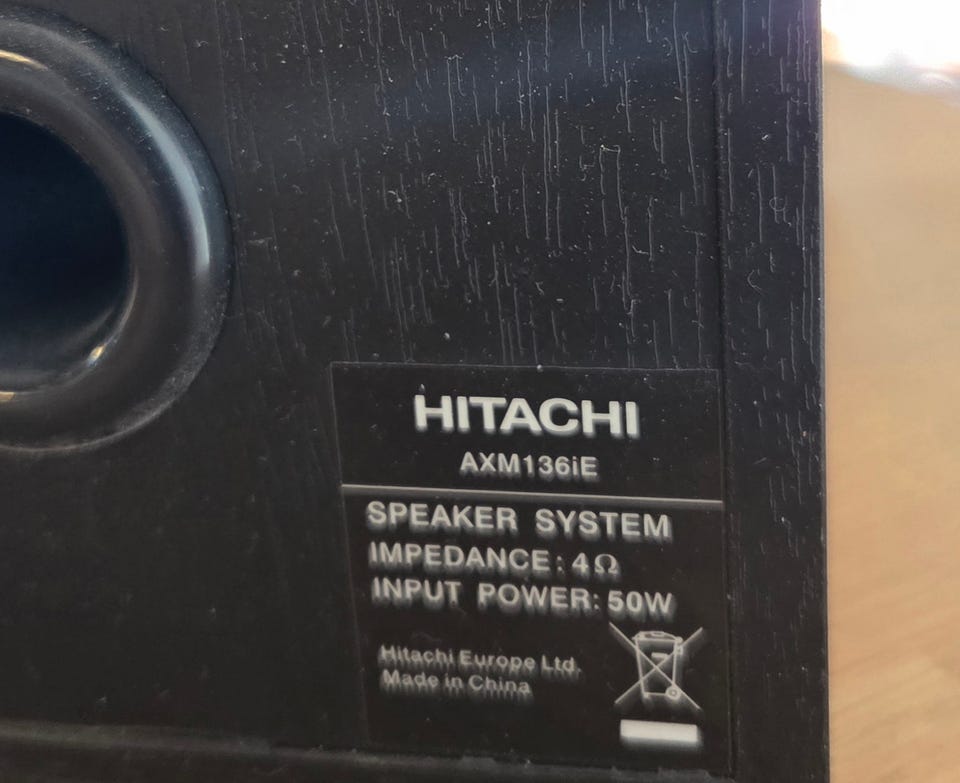 HITACHI
AXM136iE
SPEAKER SYSTEM
IMPEDANCE: 4Ω
INPUT POWER: 50W
Hitachi Europe Ltd.
Made in China